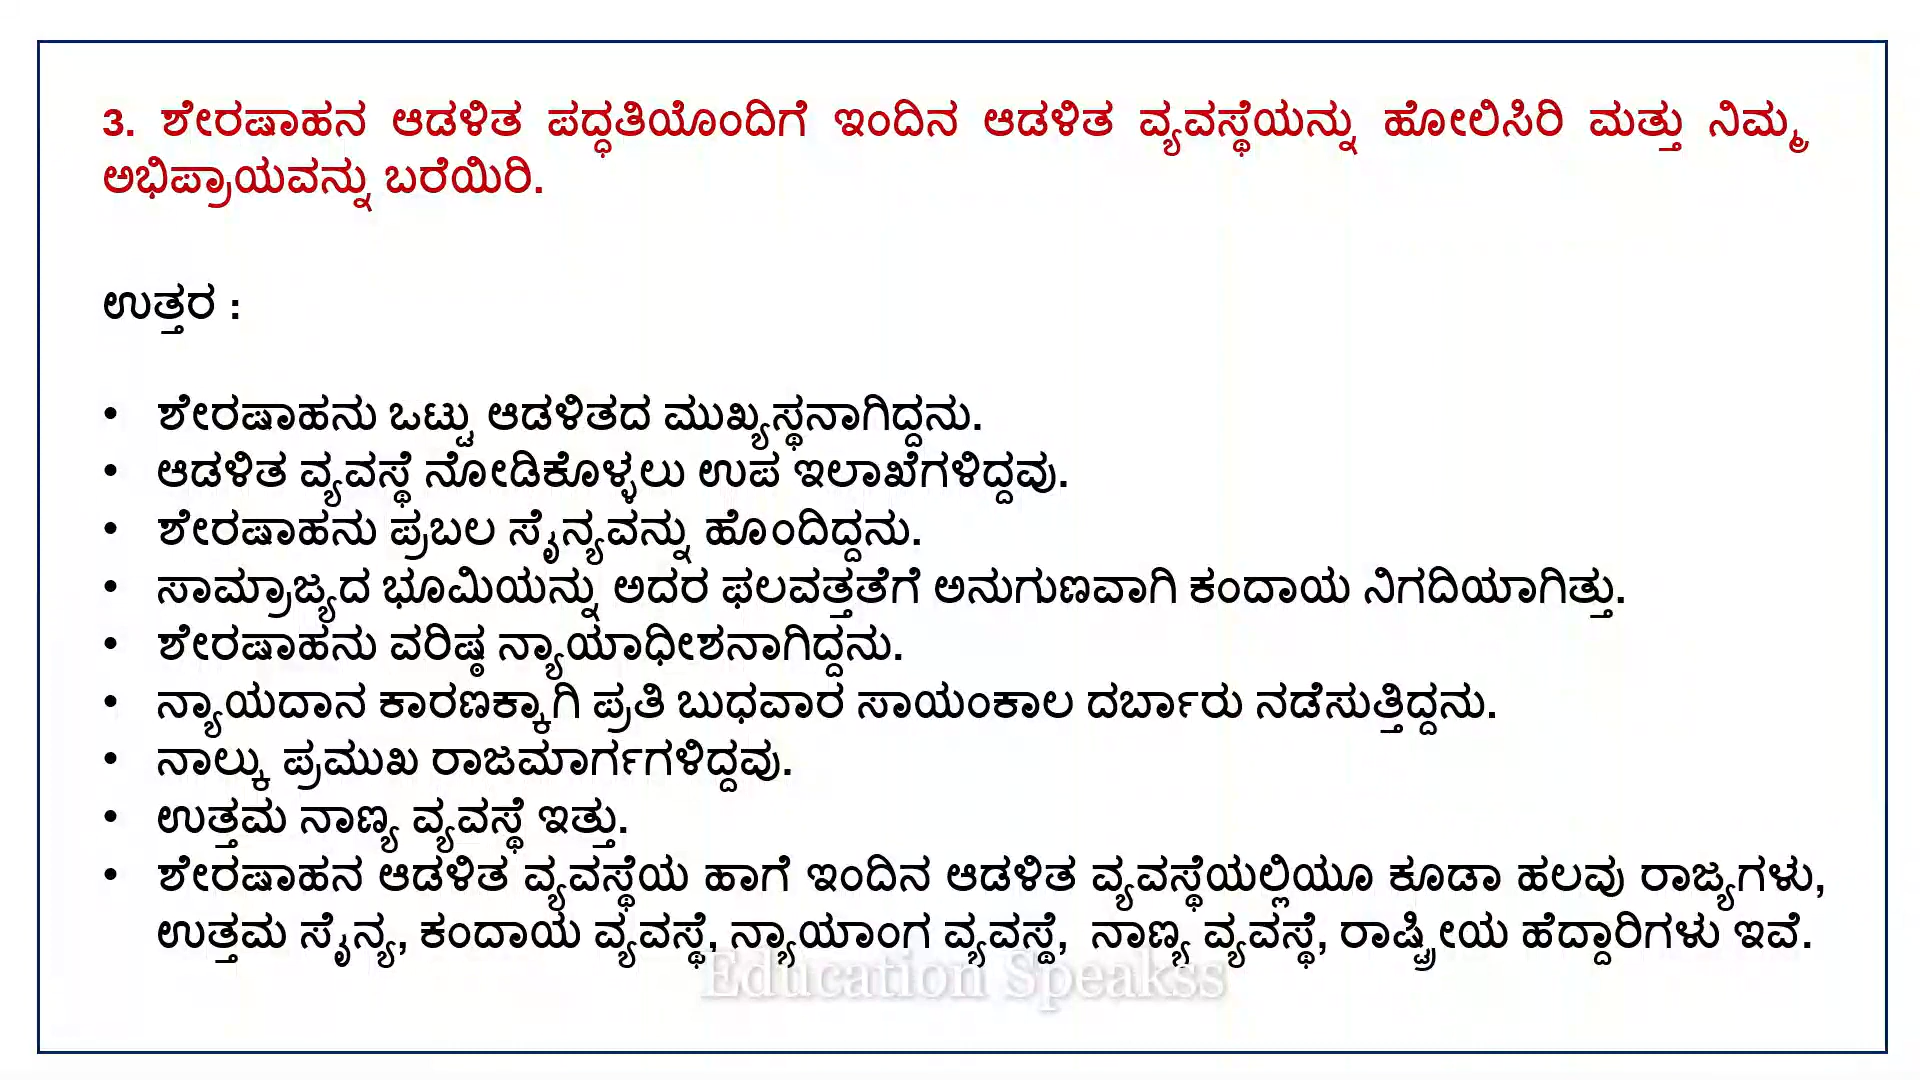 3. ಶೇರಷಾಹನ ಆಡಳಿತ ಪದ್ಧತಿಯೊಂದಿಗೆ ಇಂದಿನ ಆಡಳಿತ ವ್ಯವಸ್ಥೆಯನ್ನು ಹೋಲಿಸಿರಿ ಮತ್ತು ನಿಮ್ಮ
ಅಭಿಪ್ರಾಯವನ್ನು ಬರೆಯಿರಿ.
ಉತ್ತರ :
• ಶೇರಷಾಹನು ಒಟ್ಟು ಆಡಳಿತದ ಮುಖ್ಯಸ್ಥನಾಗಿದ್ದನು.
• ಆಡಳಿತ ವ್ಯವಸ್ಥೆ ನೋಡಿಕೊಳ್ಳಲು ಉಪ ಇಲಾಖೆಗಳಿದ್ದವು.
• ಶೇರಷಾಹನು ಪ್ರಬಲ ಸೈನ್ಯವನ್ನು ಹೊಂದಿದ್ದನು.
• ಸಾಮ್ರಾಜ್ಯದ ಭೂಮಿಯನ್ನು ಅದರ ಫಲವತ್ತತೆಗೆ ಅನುಗುಣವಾಗಿ ಕಂದಾಯ ನಿಗದಿಯಾಗಿತ್ತು.
• ಶೇರಷಾಹನು ವರಿಷ್ಠ ನ್ಯಾಯಾಧೀಶನಾಗಿದ್ದನು.
• ನ್ಯಾಯದಾನ ಕಾರಣಕ್ಕಾಗಿ ಪ್ರತಿ ಬುಧವಾರ ಸಾಯಂಕಾಲ ದರ್ಬಾರು ನಡೆಸುತ್ತಿದ್ದನು.
• ನಾಲ್ಕು ಪ್ರಮುಖ ರಾಜಮಾರ್ಗಗಳಿದ್ದವು.
• ಉತ್ತಮ ನಾಣ್ಯ ವ್ಯವಸ್ಥೆ ಇತ್ತು.
• ಶೇರಷಾಹನ ಆಡಳಿತ ವ್ಯವಸ್ಥೆಯ ಹಾಗೆ ಇಂದಿನ ಆಡಳಿತ ವ್ಯವಸ್ಥೆಯಲ್ಲಿಯೂ ಕೂಡಾ ಹಲವು ರಾಜ್ಯಗಳು,
ಉತ್ತಮ ಸೈನ್ಯ, ಕಂದಾಯ ವ್ಯವಸ್ಥೆ, ನ್ಯಾಯಾಂಗ ವ್ಯವಸ್ಥೆ, ನಾಣ್ಯ ವ್ಯವಸ್ಥೆ, ರಾಷ್ಟ್ರೀಯ ಹೆದ್ದಾರಿಗಳು ಇವೆ.
Education Speakss